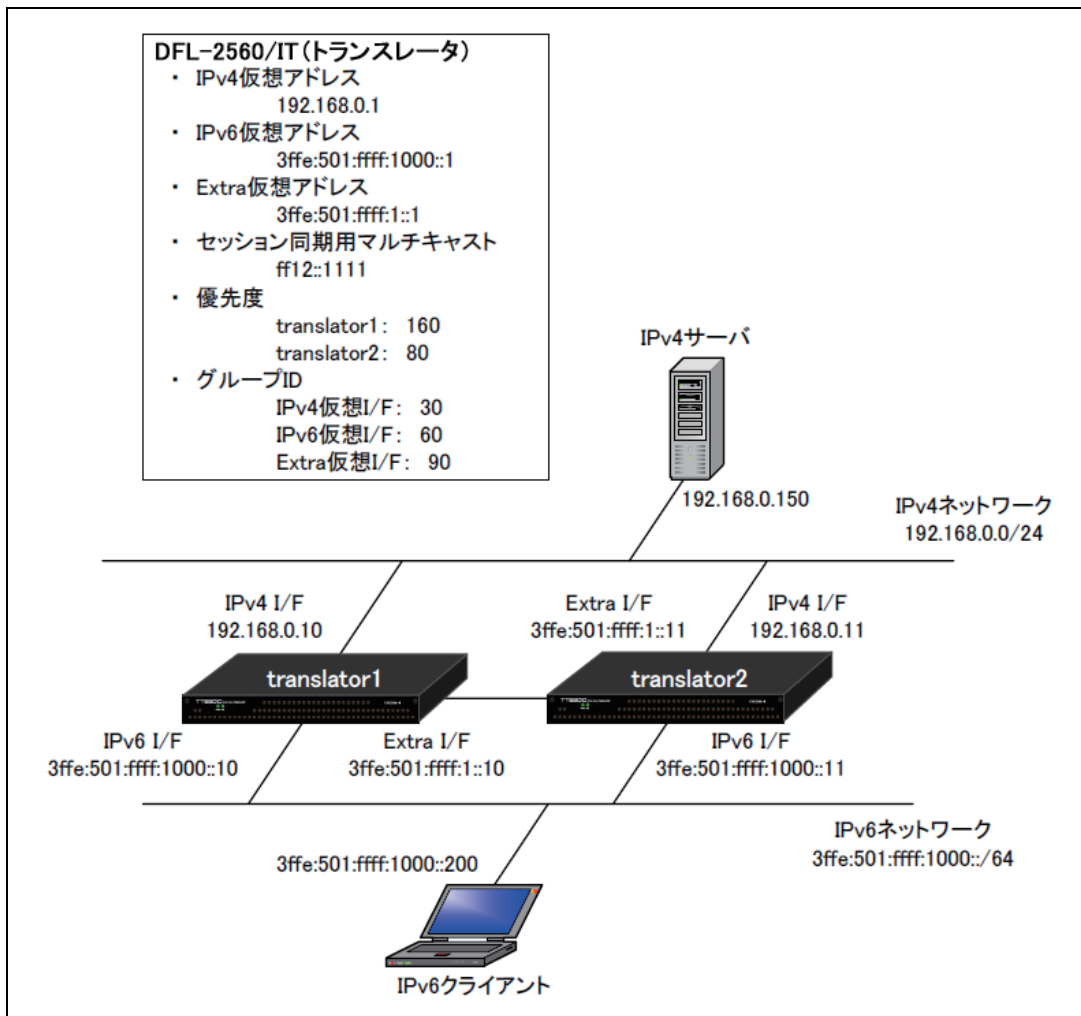 DFL-2560/IT(トランスレータ)
・ IPv4仮想アドレス
192.168.0.1
・ IPv6仮想アドレス
3ffe:501:ffff:1000::1
・ Extra仮想アドレス
3ffe:501:ffff:1::1
・ セッション同期用マルチキャスト
ff12::1111
・ 優先度
translator1： 160
translator2： 80
・ グループID
IPv4仮想I/F： 30
IPv6仮想I/F： 60
Extra仮想I/F： 90
IPv4サーバ
192.168.0.150
IPv4ネットワーク
192.168.0.0/24
IPv4 I/F
192.168.0.10
Extra I/F
3ffe:501:ffff:1::11
IPv4 I/F
192.168.0.11
translator1
translator2
IPv6 I/F
3ffe:501:ffff:1000::10
Extra I/F
3ffe:501:ffff:1::10
IPv6 I/F
3ffe:501:ffff:1000::11
IPv6ネットワーク
3ffe:501:ffff:1000::/64
3ffe:501:ffff:1000::200
IPv6クライアント